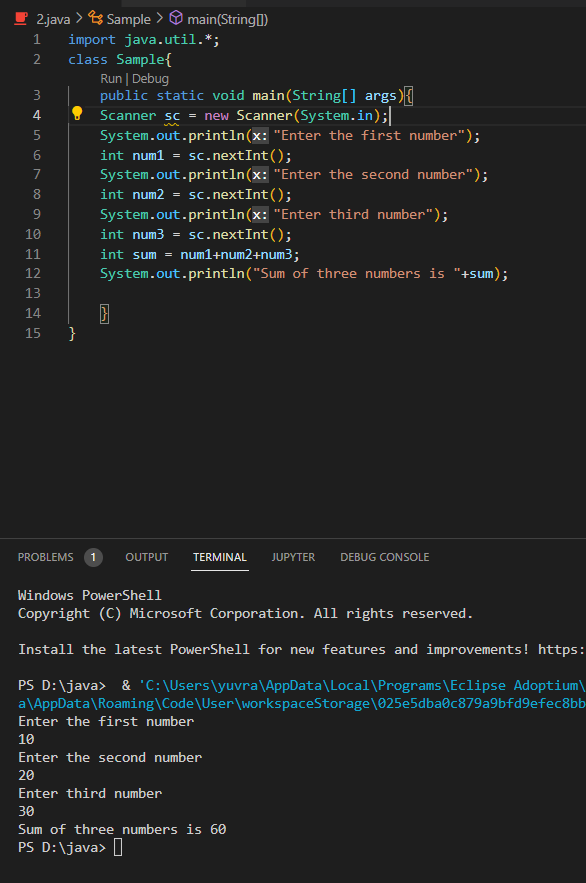 2.java > Sample > main(String[])
1 import java.util.*;
2 class Sample{
Run | Debug
3 public static void main(String[] args){
4 Scanner sc = new Scanner(System.in);
5 System.out.println(x: "Enter the first number");
6 int num1 = sc.nextInt();
7 System.out.println(x: "Enter the second number");
8 int num2 = sc.nextInt();
9 System.out.println(x: "Enter third number");
10 int num3 = sc.nextInt();
11 int sum = num1+num2+num3;
12 System.out.println("Sum of three numbers is "+sum);
13
14 }
15 }
PROBLEMS 1 OUTPUT TERMINAL JUPYTER DEBUG CONSOLE
Windows PowerShell
Copyright (C) Microsoft Corporation. All rights reserved.
Install the latest PowerShell for new features and improvements! https:
PS D:\java> & 'C:\Users\yuvra\AppData\Local\Programs\Eclipse Adoptium\
a\AppData\Roaming\Code\User\workspaceStorage\025e5dba0c879a9bfd9efec8bb
Enter the first number
10
Enter the second number
20
Enter third number
30
Sum of three numbers is 60
PS D:\java>